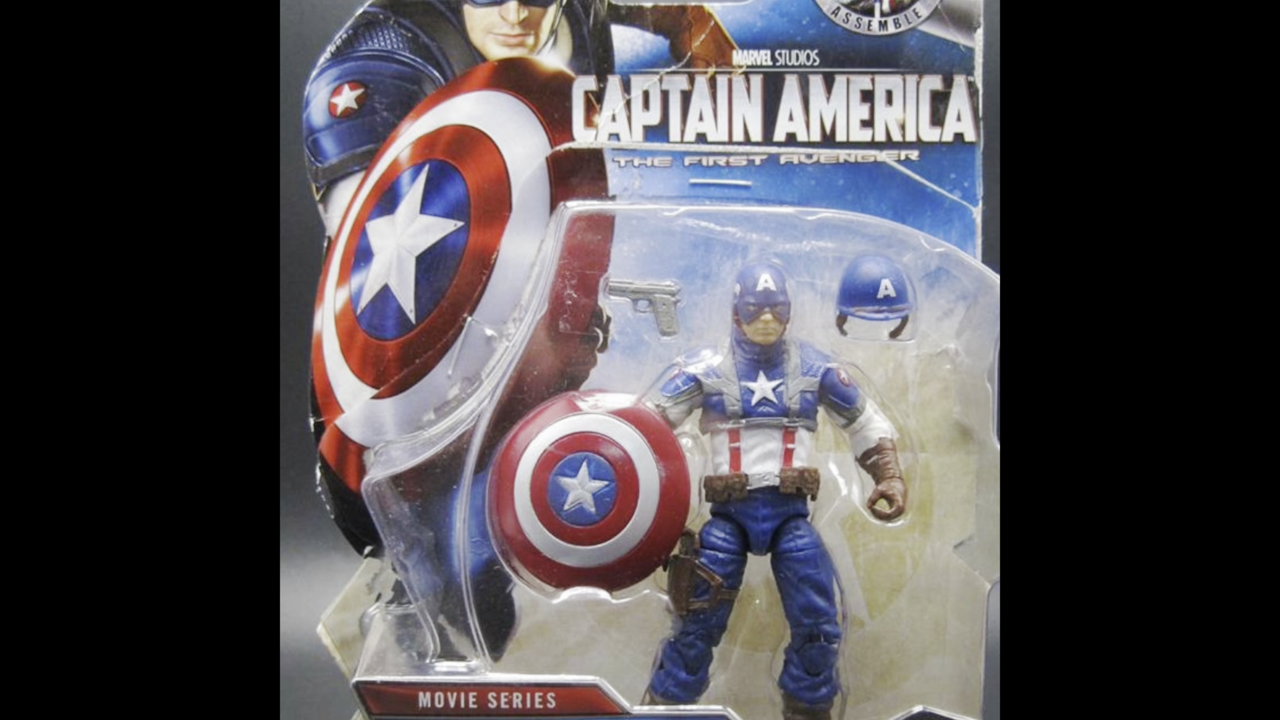 ASSEMBLE
MARVEL STUDIOS
CAPTAIN AMERICA
THE FIRST AVENGER
A
A
MOVIE SERIES